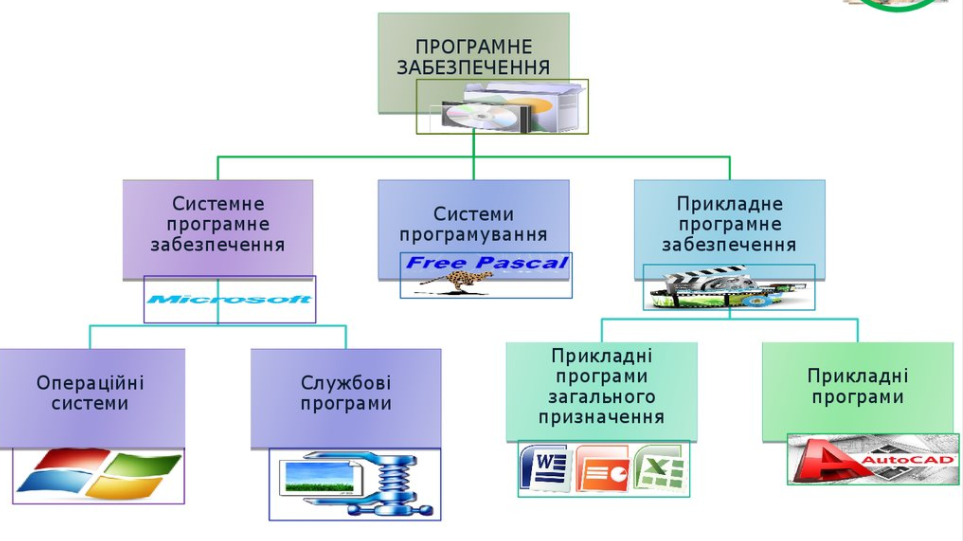 ПРОГРАМНЕ
ЗАБЕЗПЕЧЕННЯ
Системне
програмне
забезпечення
Microsoft
Системи
програмування
Free Pascal
Прикладне
програмне
забезпечення
Операційні
системи
Службові
програми
Прикладні
програми
загального
призначення
W
X
Прикладні
програми
AutoCAD